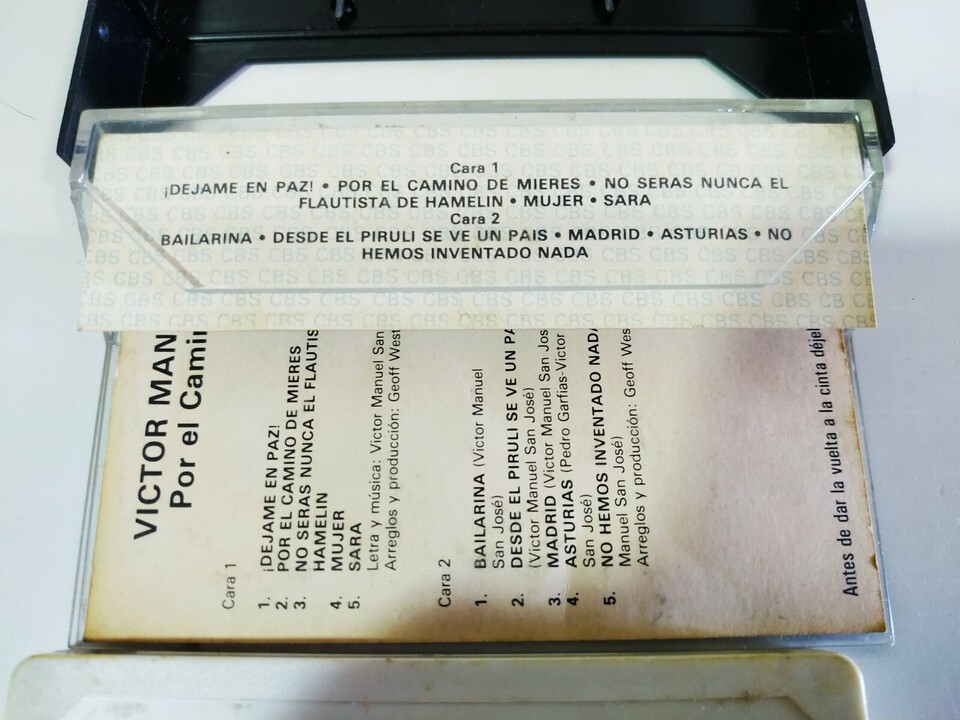 Cara 1
¡DEJAME EN PAZ! • POR EL CAMINO DE MIERES • NO SERAS NUNCA EL
FLAUTISTA DE HAMELIN • MUJER • SARA
Cara 2
BAILARINA • DESDE EL PIRULI SE VE UN PAIS • MADRID • ASTURIAS • NO
HEMOS INVENTADO NADA
VICTOR MAN
Por el Camin
Cara 1
1. ¡DEJAME EN PAZ!
2. POR EL CAMINO DE MIERES
3. NO SERAS NUNCA EL FLAUTIS
HAMELIN
4. MUJER
5. SARA
Letra y música: Victor Manuel San
Arreglos y producción: Geoff West
Cara 2
1. BAILARINA (Victor Manuel
San José)
2. DESDE EL PIRULI SE VE UN PA
(Victor Manuel San José)
3. MADRID (Victor Manuel San Jos
4. ASTURIAS (Pedro Garfias-Victor
San José)
5. NO HEMOS INVENTADO NADA
Manuel San José)
Arreglos y producción: Geoff Wes
Antes de dar la vuelta a la cinta déjel